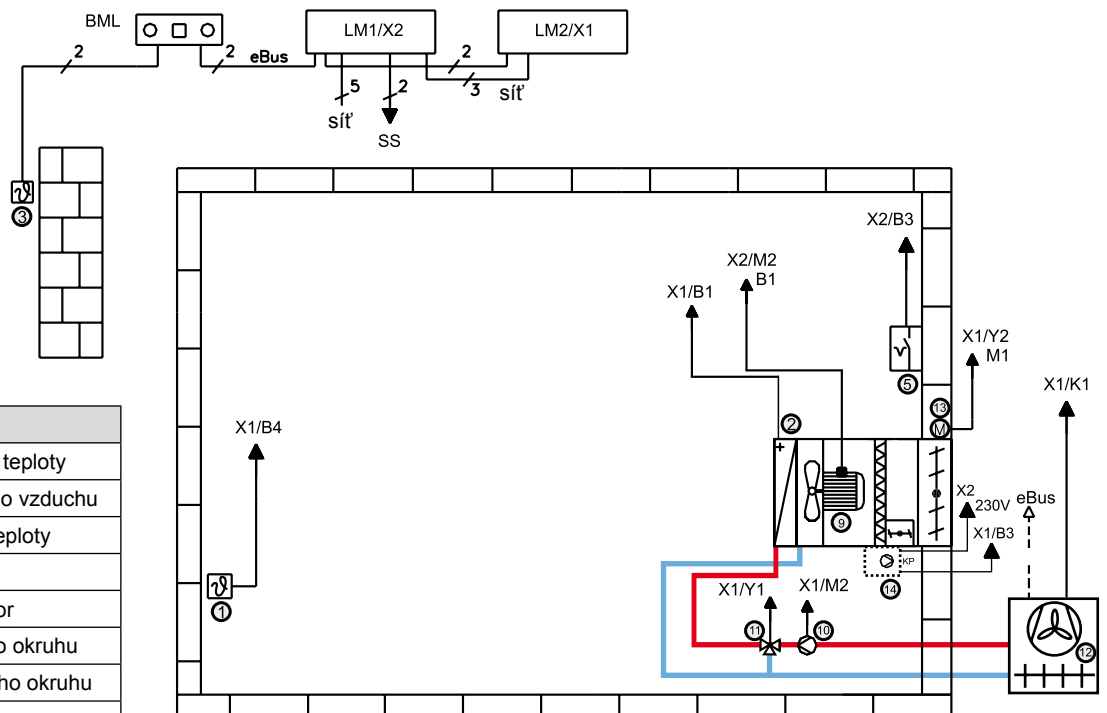 BML
LM1/X2
LM2/X1
2
2
eBus
2
5
2
3
síť
síť
SS
3
X2/B3
X2/M2
B1
X1/B1
X1/Y2
M1
5
X1/K1
13
M
2
X1/B4
teploty
o vzduchu
eploty
or
o okruhu
ho okruhu
+
9
X2
230V
eBus
X1/B3
KP
14
1
X1/Y1
X1/M2
11
10
12